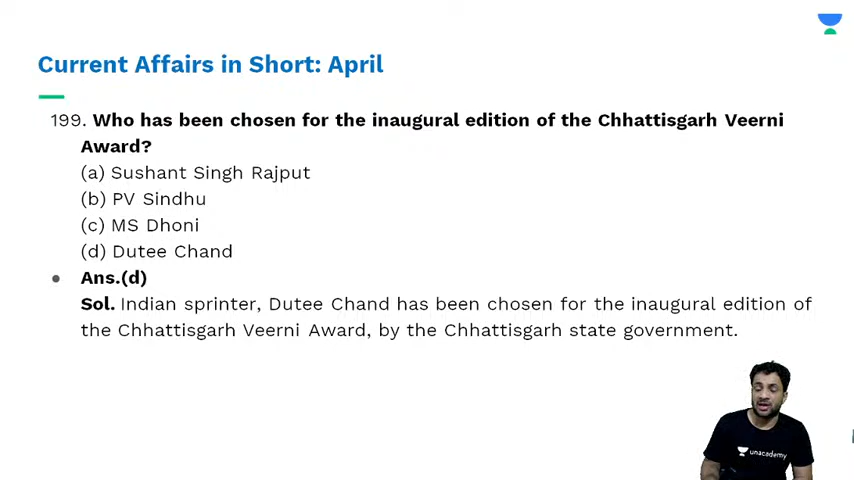 Current Affairs in Short: April
199. Who has been chosen for the inaugural edition of the Chhattisgarh Veerni
Award?
(a) Sushant Singh Rajput
(b) PV Sindhu
(c) MS Dhoni
(d) Dutee Chand
● Ans.(d)
Sol. Indian sprinter, Dutee Chand has been chosen for the inaugural edition of
the Chhattisgarh Veerni Award, by the Chhattisgarh state government.
unacademy